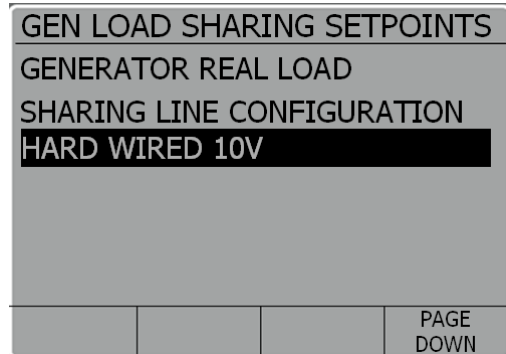 GEN LOAD SHARING SETPOINTS
GENERATOR REAL LOAD
SHARING LINE CONFIGURATION
HARD WIRED 10V
PAGE
DOWN